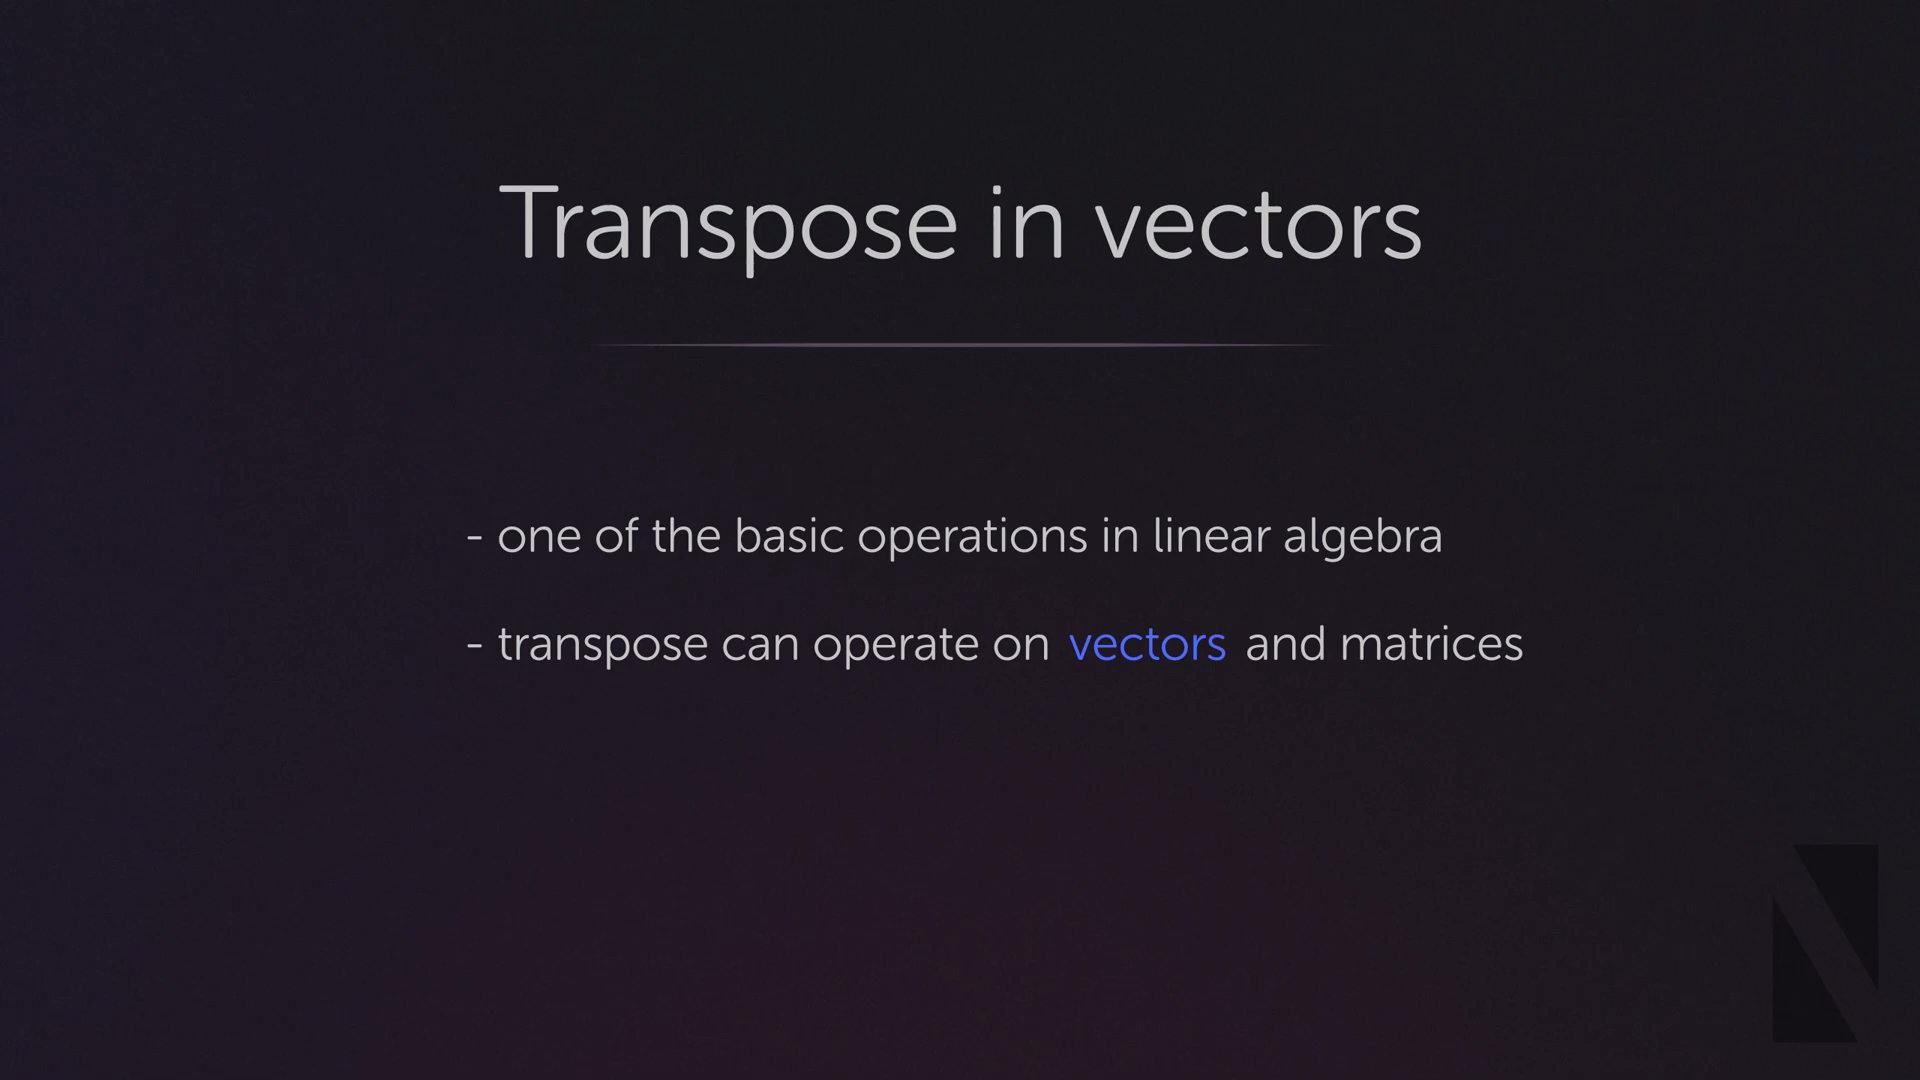 Transpose in vectors
- one of the basic operations in linear algebra
- transpose can operate on vectors and matrices